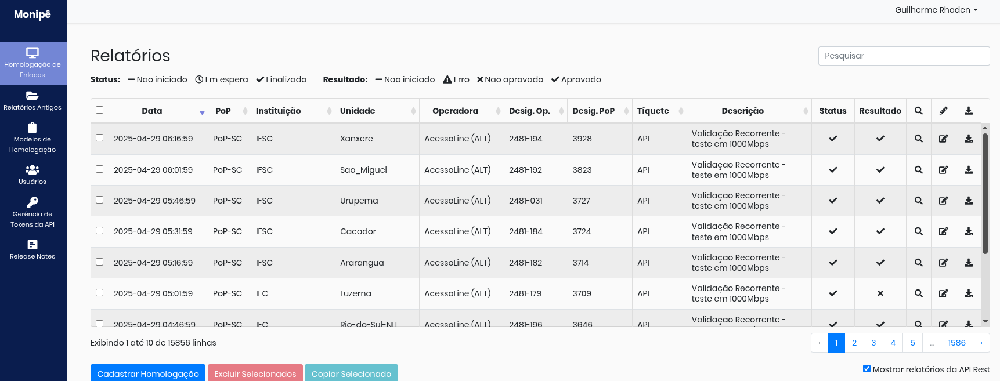 Monipê
Guilherme Rhoden
Homologação de
Enlaces
Relatórios Antigos
Modelos de
Homologação
Usuários
Gerência de
Tokens da API
Release Notes
Relatórios
Pesquisar
Status: Não iniciado Em espera Finalizado Resultado: Não iniciado Erro Não aprovado Aprovado
Data PoP Instituição Unidade Operadora Desig. Op. Desig. PoP Tíquete Descrição Status Resultado
2025-04-29 06:16:59 PoP-SC IFSC Xanxere AcessoLine (ALT) 2481-194 3928 API Validação Recorrente -
teste em 1000Mbps
2025-04-29 06:01:59 PoP-SC IFSC Sao_Miguel AcessoLine (ALT) 2481-192 3823 API Validação Recorrente -
teste em 1000Mbps
2025-04-29 05:46:59 PoP-SC IFSC Urupema AcessoLine (ALT) 2481-031 3727 API Validação Recorrente -
teste em 1000Mbps
2025-04-29 05:31:59 PoP-SC IFSC Cacador AcessoLine (ALT) 2481-184 3724 API Validação Recorrente -
teste em 1000Mbps
2025-04-29 05:16:59 PoP-SC IFSC Ararangua AcessoLine (ALT) 2481-182 3714 API Validação Recorrente -
teste em 1000Mbps
2025-04-29 05:01:59 PoP-SC IFC Luzerna AcessoLine (ALT) 2481-179 3709 API Validação Recorrente -
teste em 1000Mbps
2025-04-29 04:46:59 PoP-SC IFC Rio-do-Sul-NIT AcessoLine (ALT) 2481-196 3646 API Validação Recorrente -
Exibindo 1 até 10 de 15856 linhas
‹ 1 2 3 4 5 ... 1586 ›
Cadastrar Homologação Excluir Selecionados Copiar Selecionado
Mostrar relatórios da API Rest